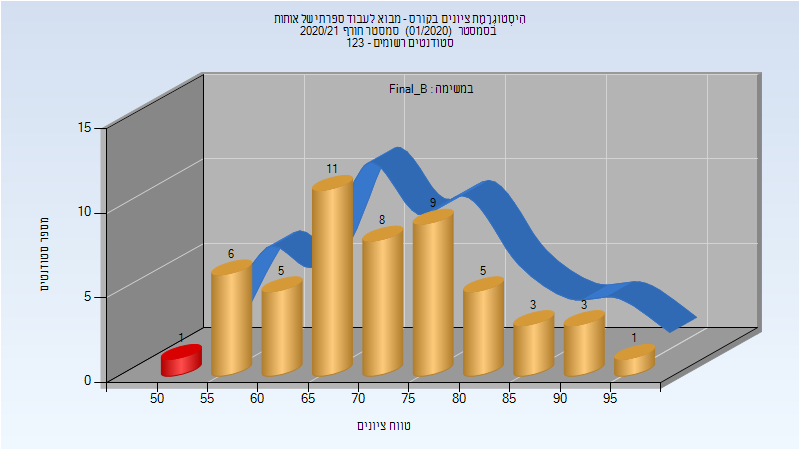 היסטוגרמת ציונים בקורס - מבוא לעבוד ספרתי של אותות
בסמסטר (01/2020) סמסטר חורף 2020/21
סטודנטים רשומים - 123
במשימה : Final_B
מספר סטודנטים
15
10
5
0
1
6
5
11
8
9
5
3
3
1
50 55 60 65 70 75 80 85 90 95
טווח ציונים